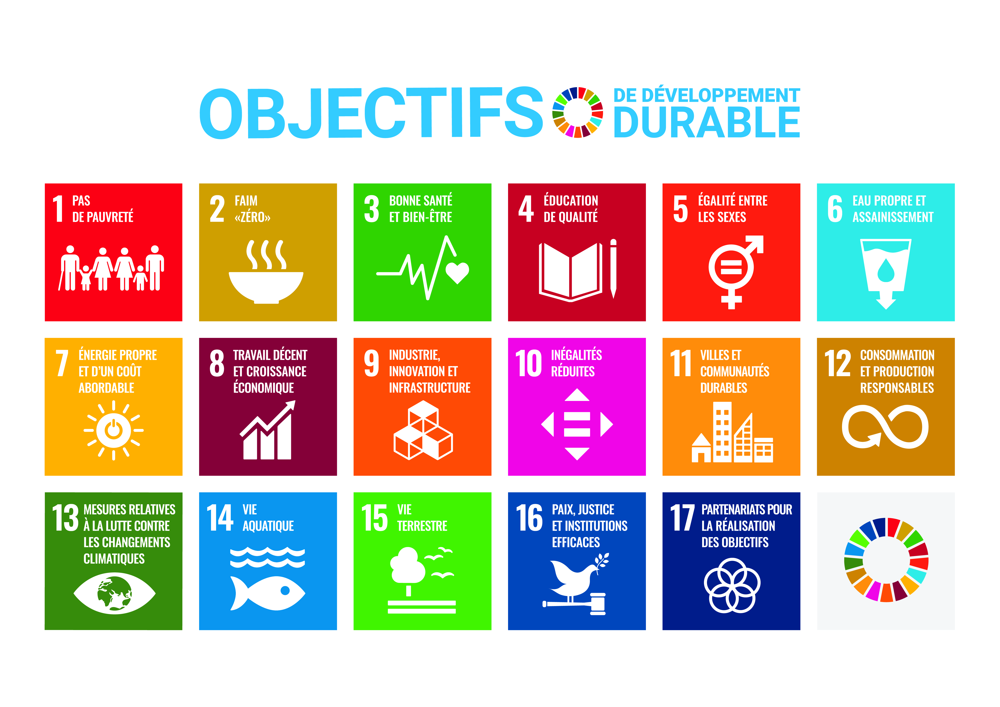 OBJECTIFS
DE DÉVELOPPEMENT
DURABLE
1 PAS
DE PAUVRETÉ
2 FAIM
«ZÉRO»
3 BONNE SANTÉ
ET BIEN-ÊTRE
4 ÉDUCATION
DE QUALITÉ
5 ÉGALITÉ ENTRE
LES SEXES
6 EAU PROPRE ET
ASSAINISSEMENT
7 ÉNERGIE PROPRE
ET D’UN COÛT
ABORDABLE
8 TRAVAIL DÉCENT
ET CROISSANCE
ÉCONOMIQUE
9 INDUSTRIE,
INNOVATION ET
INFRASTRUCTURE
10 INÉGALITÉS
RÉDUITES
11 VILLES ET
COMMUNAUTÉS
DURABLES
12 CONSOMMATION
ET PRODUCTION
RESPONSABLES
13 MESURES RELATIVES
À LA LUTTE CONTRE
LES CHANGEMENTS
CLIMATIQUES
14 VIE
AQUATIQUE
15 VIE
TERRESTRE
16 PAIX, JUSTICE
ET INSTITUTIONS
EFFICACES
17 PARTENARIATS POUR
LA RÉALISATION
DES OBJECTIFS